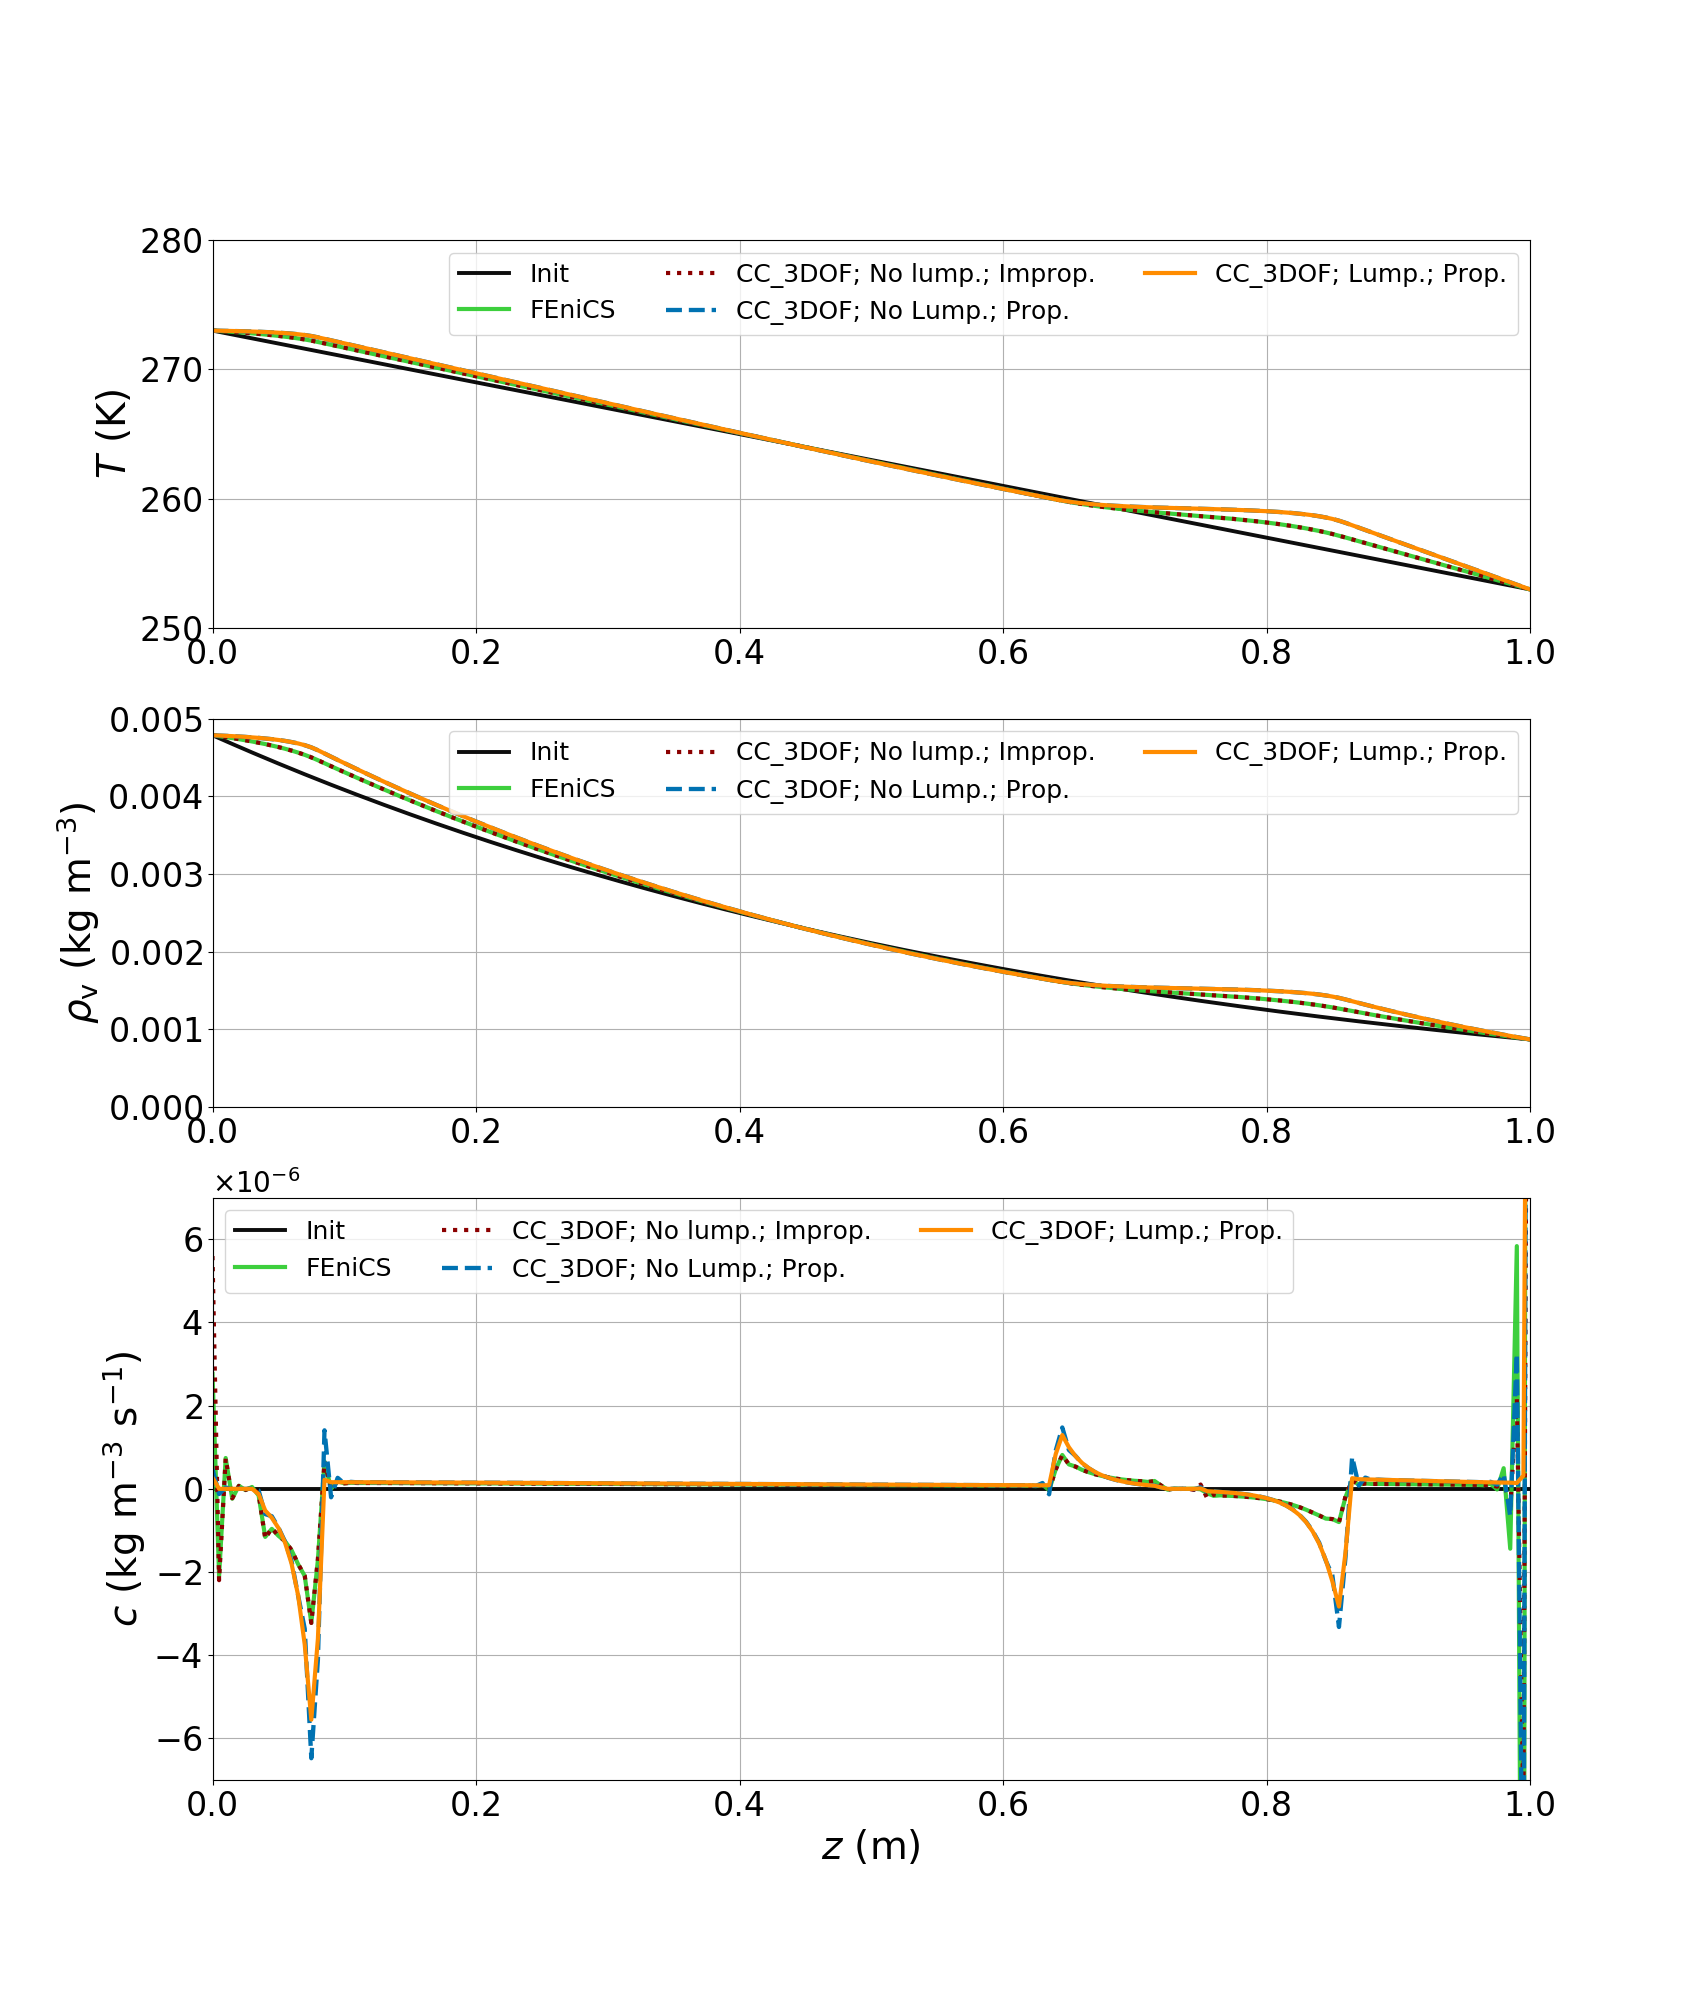 280
270
260
250
T (K)
Init
FEniCS
CC_3DOF; No lump.; Improp.
CC_3DOF; No Lump.; Prop.
CC_3DOF; Lump.; Prop.
0.0 0.2 0.4 0.6 0.8 1.0
0.005
0.004
0.003
0.002
0.001
0.000
ρv (kg m−3)
Init
FEniCS
CC_3DOF; No lump.; Improp.
CC_3DOF; No Lump.; Prop.
CC_3DOF; Lump.; Prop.
0.0 0.2 0.4 0.6 0.8 1.0
×10−6
6
4
2
0
−2
−4
−6
c (kg m−3 s−1)
Init
FEniCS
CC_3DOF; No lump.; Improp.
CC_3DOF; No Lump.; Prop.
CC_3DOF; Lump.; Prop.
0.0 0.2 0.4 0.6 0.8 1.0
z (m)